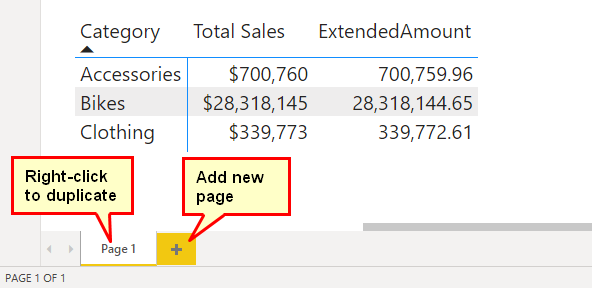 Category Total Sales ExtendedAmount
Accessories $700,760 700,759.96
Bikes $28,318,145 28,318,144.65
Clothing $339,773 339,772.61
Right-click
to duplicate
Add new
page
Page 1
PAGE 1 OF 1